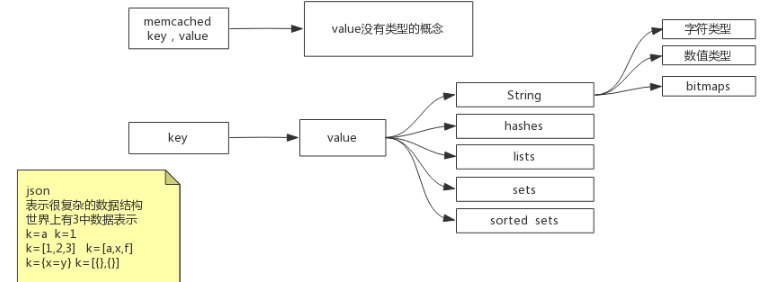 memcached
key，value
value没有类型的概念
字符类型
数值类型
bitmaps
String
hashes
lists
sets
sorted sets
key
value
json
表示很复杂的数据结构
世界上有3中数据表示
k=a k=1
k=[1,2,3] k=[a,x,f]
k={x=y} k=[{},{}]